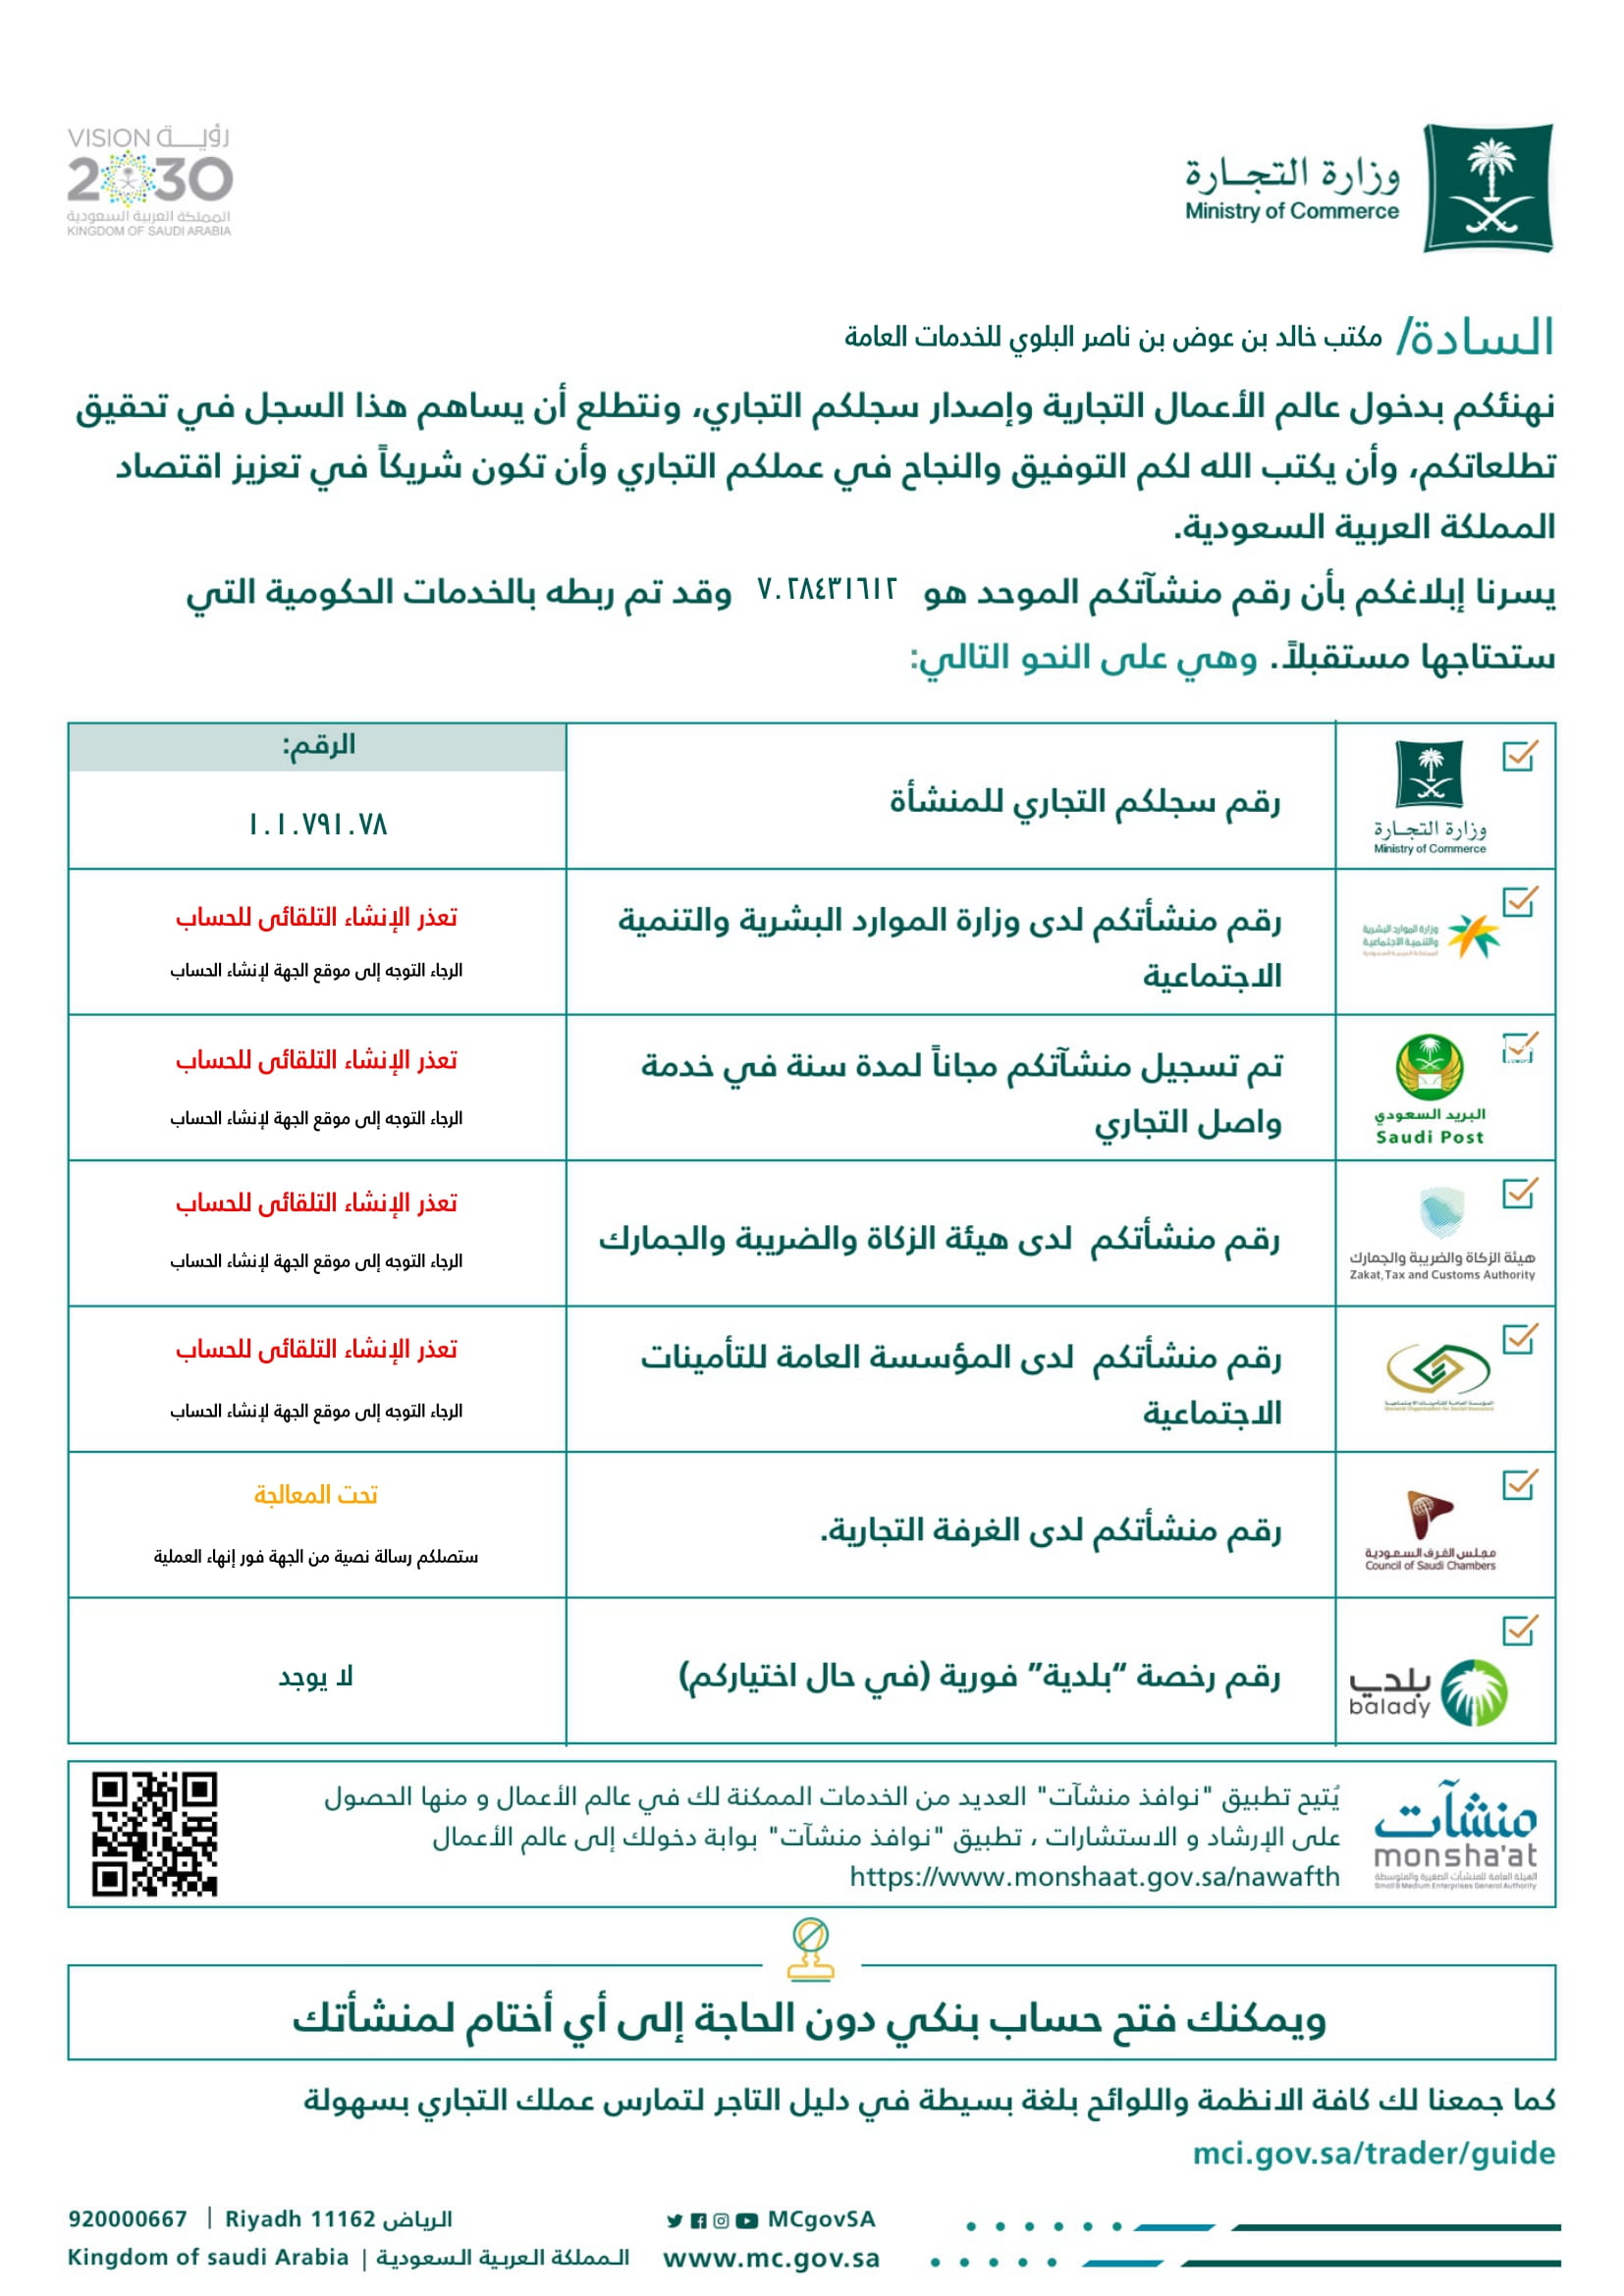 VISION رؤيــة
2030
المملكة العربية السعودية
KINGDOM OF SAUDI ARABIA
وزارة التجـارة
Ministry of Commerce
السادة/ مكتب خالد بن عوض بن ناصر البلوي للخدمات العامة
نهنئكم بدخول عالم الأعمال التجارية وإصدار سجلكم التجاري، ونتطلع أن يساهم هذا السجل في تحقيق
تطلعاتكم، وأن يكتب الله لكم التوفيق والنجاح في عملكم التجاري وأن تكون شريكاً في تعزيز اقتصاد
المملكة العربية السعودية.
يسرنا إبلاغكم بأن رقم منشآتكم الموحد هو ٧٠٢٨٤٣١٦١٢ وقد تم ربطه بالخدمات الحكومية التي
ستحتاجها مستقبلاً. وهي على النحو التالي:
وزارة التجـارة
Ministry of Commerce
رقم سجلكم التجاري للمنشأة
الرقم:
١٠١٠٧٩١٠٧٨
وزارة الموارد البشرية
والتنمية الاجتماعية
رقم منشأتكم لدى وزارة الموارد البشرية والتنمية
الاجتماعية
تعذر الإنشاء التلقائى للحساب
الرجاء التوجه إلى موقع الجهة لإنشاء الحساب
البريد السعودي
Saudi Post
تم تسجيل منشآتكم مجاناً لمدة سنة في خدمة
واصل التجاري
تعذر الإنشاء التلقائى للحساب
الرجاء التوجه إلى موقع الجهة لإنشاء الحساب
هيئة الزكاة والضريبة والجمارك
Zakat, Tax and Customs Authority
رقم منشأتكم لدى هيئة الزكاة والضريبة والجمارك
تعذر الإنشاء التلقائى للحساب
الرجاء التوجه إلى موقع الجهة لإنشاء الحساب
المؤسسة العامة للتأمينات الاجتماعية
General Organization for Social Insurance
رقم منشأتكم لدى المؤسسة العامة للتأمينات
الاجتماعية
تعذر الإنشاء التلقائى للحساب
الرجاء التوجه إلى موقع الجهة لإنشاء الحساب
مجلس الغرف السعودية
Council of Saudi Chambers
رقم منشأتكم لدى الغرفة التجارية.
تحت المعالجة
ستصلكم رسالة نصية من الجهة فور إنهاء العملية
بلدي
balady
رقم رخصة “بلدية” فورية (في حال اختياركم)
لا يوجد
منشآت
monsha'at
الهيئة العامة للمنشآت الصغيرة والمتوسطة
Small & Medium Enterprises General Authority
يُتيح تطبيق "نوافذ منشآت" العديد من الخدمات الممكنة لك في عالم الأعمال و منها الحصول
على الإرشاد و الاستشارات ، تطبيق "نوافذ منشآت" بوابة دخولك إلى عالم الأعمال
https://www.monshaat.gov.sa/nawafth
ويمكنك فتح حساب بنكي دون الحاجة إلى أي أختام لمنشأتك
كما جمعنا لك كافة الانظمة واللوائح بلغة بسيطة في دليل التاجر لتمارس عملك التجاري بسهولة
mci.gov.sa/trader/guide
920000667 | Riyadh 11162 الرياض
Kingdom of saudi Arabia | المملكة العربية السعودية
MCgovSA
www.mc.gov.sa